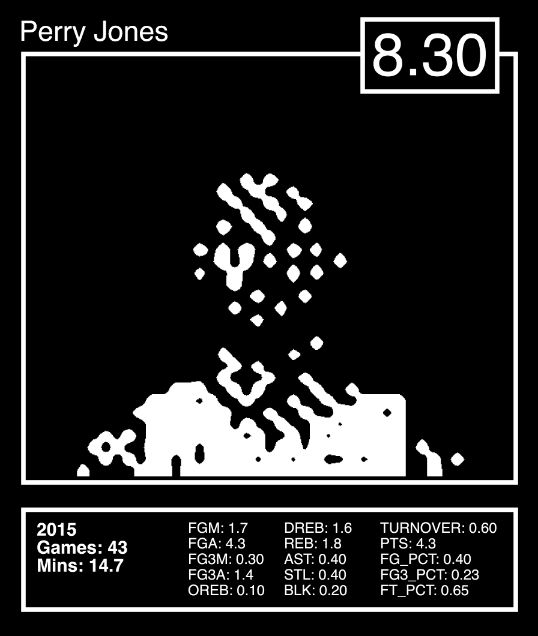 Perry Jones
8.30
2015
Games: 43
Mins: 14.7
FGM: 1.7
FGA: 4.3
FG3M: 0.30
FG3A: 1.4
OREB: 0.10
DREB: 1.6
REB: 1.8
AST: 0.40
STL: 0.40
BLK: 0.20
TURNOVER: 0.60
PTS: 4.3
FG_PCT: 0.40
FG3_PCT: 0.23
FT_PCT: 0.65